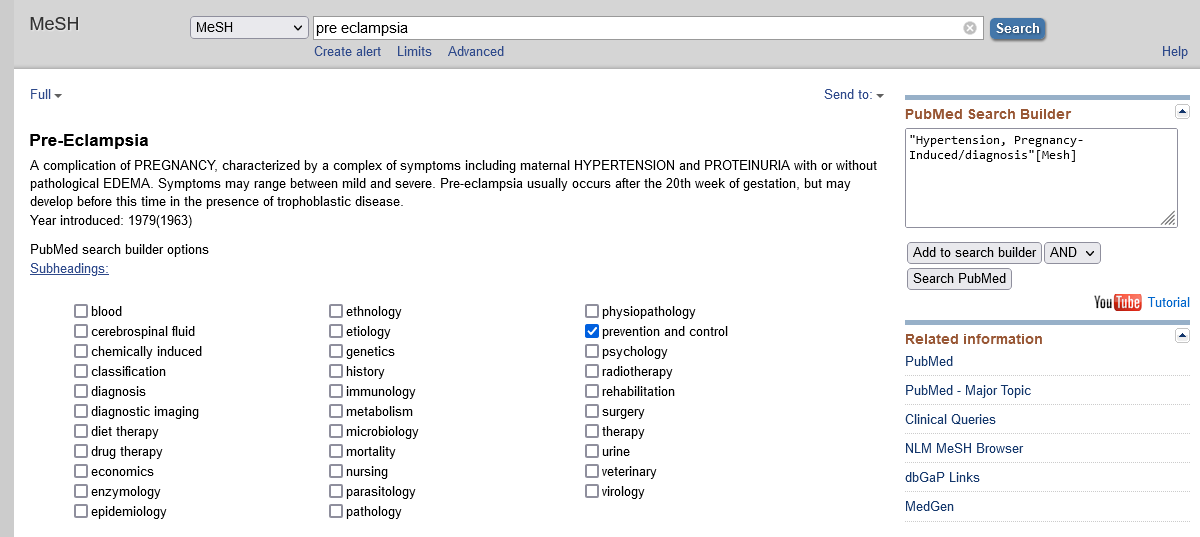 MeSH
MeSH
pre eclampsia
Search
Create alert Limits Advanced
Help
Full
Send to:
Pre-Eclampsia
A complication of PREGNANCY, characterized by a complex of symptoms including maternal HYPERTENSION and PROTEINURIA with or without
pathological EDEMA. Symptoms may range between mild and severe. Pre-eclampsia usually occurs after the 20th week of gestation, but may
develop before this time in the presence of trophoblastic disease.
Year introduced: 1979(1963)
PubMed search builder options
Subheadings:
blood
cerebrospinal fluid
chemically induced
classification
diagnosis
diagnostic imaging
diet therapy
drug therapy
economics
enzymology
epidemiology
ethnology
etiology
genetics
history
immunology
metabolism
microbiology
mortality
nursing
parasitology
pathology
physiopathology
prevention and control
psychology
radiotherapy
rehabilitation
surgery
therapy
urine
veterinary
virology
PubMed Search Builder
"Hypertension, Pregnancy-
Induced/diagnosis"[Mesh]
Add to search builder AND
Search PubMed
YouTube Tutorial
Related information
PubMed
PubMed - Major Topic
Clinical Queries
NLM MeSH Browser
dbGaP Links
MedGen